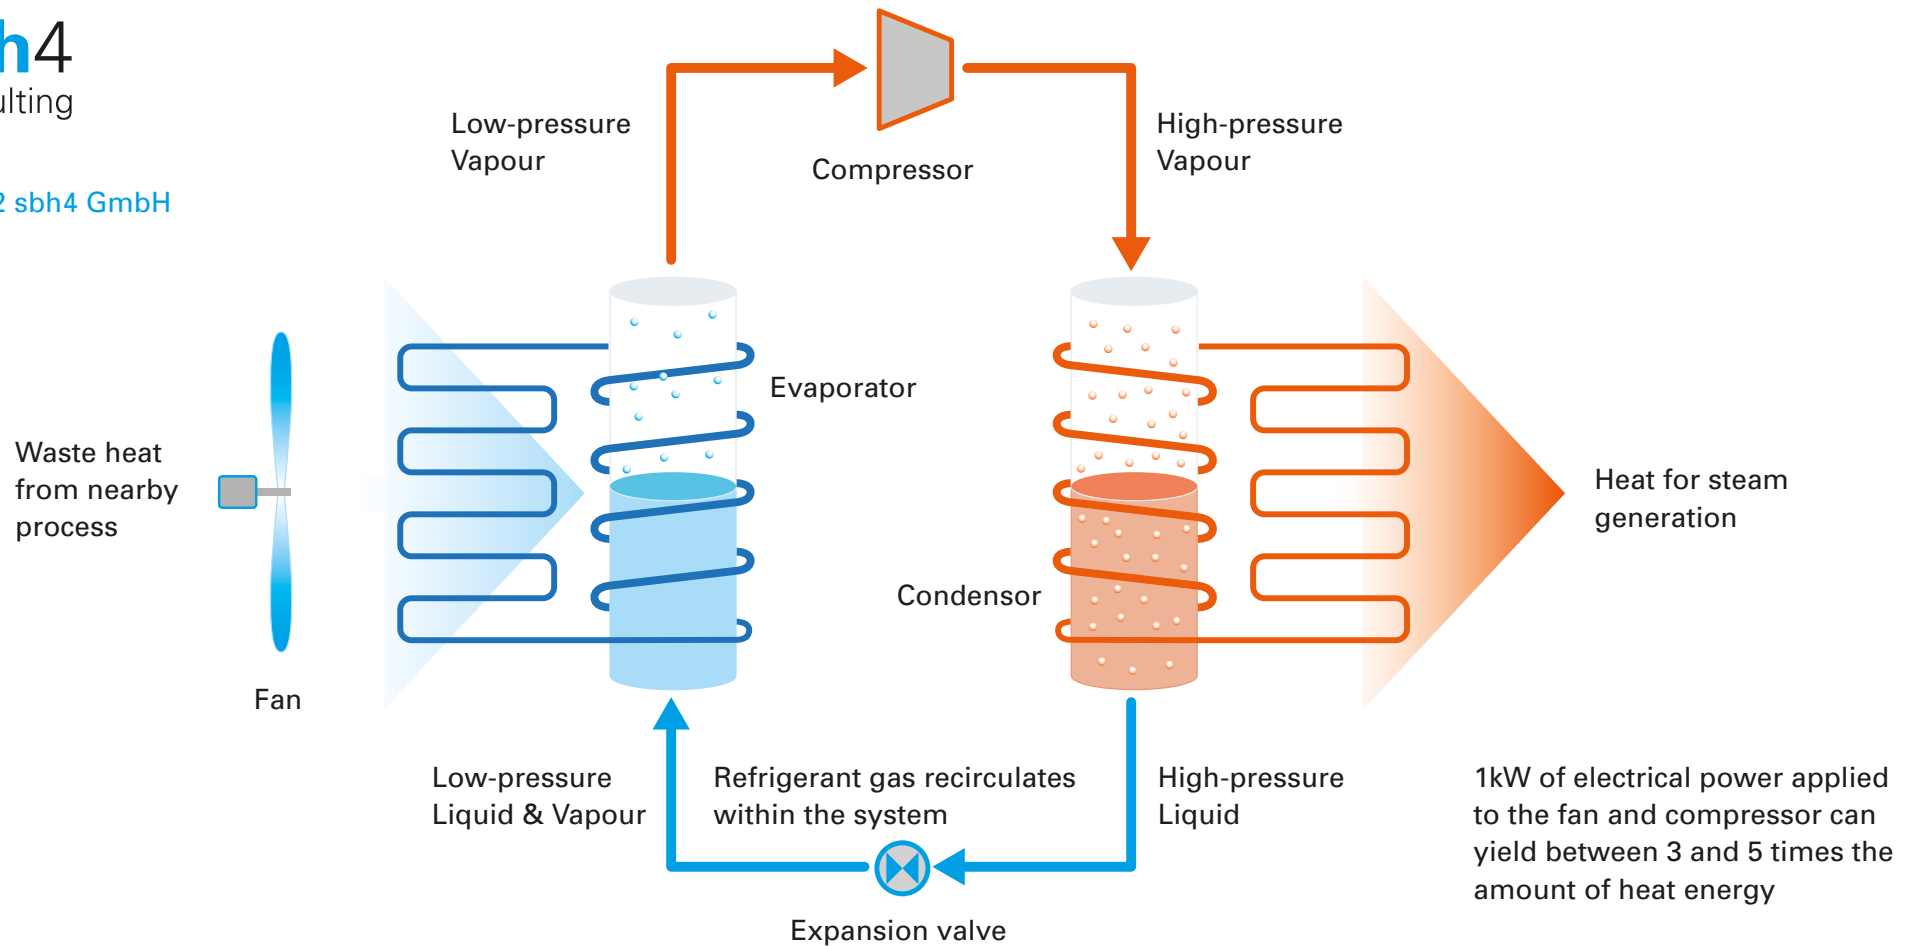 h4
ulting
2 sbh4 GmbH
Low-pressure
Vapour
Compressor
High-pressure
Vapour
Evaporator
Waste heat
from nearby
process
Fan
Condensor
Heat for steam
generation
Low-pressure
Liquid & Vapour
Refrigerant gas recirculates
within the system
High-pressure
Liquid
Expansion valve
1kW of electrical power applied
to the fan and compressor can
yield between 3 and 5 times the
amount of heat energy